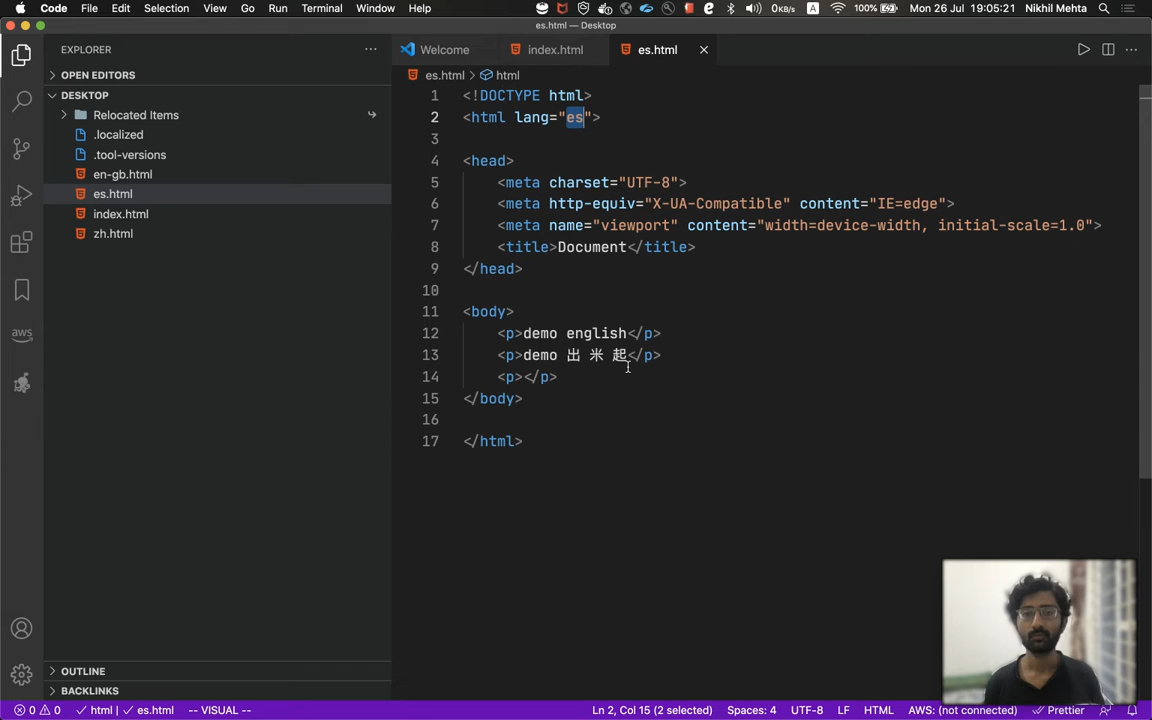 Code File Edit Selection View Go Run Terminal Window Help 0KB/s A 100% Mon 26 Jul 19:05:21 Nikhil Mehta
es.html — Desktop
EXPLORER
OPEN EDITORS
DESKTOP
Relocated Items
.localized
.tool-versions
en-gb.html
es.html
index.html
zh.html
OUTLINE
BACKLINKS
aws
Welcome index.html es.html
es.html > html
1 <!DOCTYPE html>
2 <html lang="es">
3
4 <head>
5 <meta charset="UTF-8">
6 <meta http-equiv="X-UA-Compatible" content="IE=edge">
7 <meta name="viewport" content="width=device-width, initial-scale=1.0">
8 <title>Document</title>
9 </head>
10
11 <body>
12 <p>demo english</p>
13 <p>demo 出 米 起</p>
14 <p></p>
15 </body>
16
17 </html>
0 0 html | es.html -- VISUAL -- Ln 2, Col 15 (2 selected) Spaces: 4 UTF-8 LF HTML AWS: (not connected) Prettier